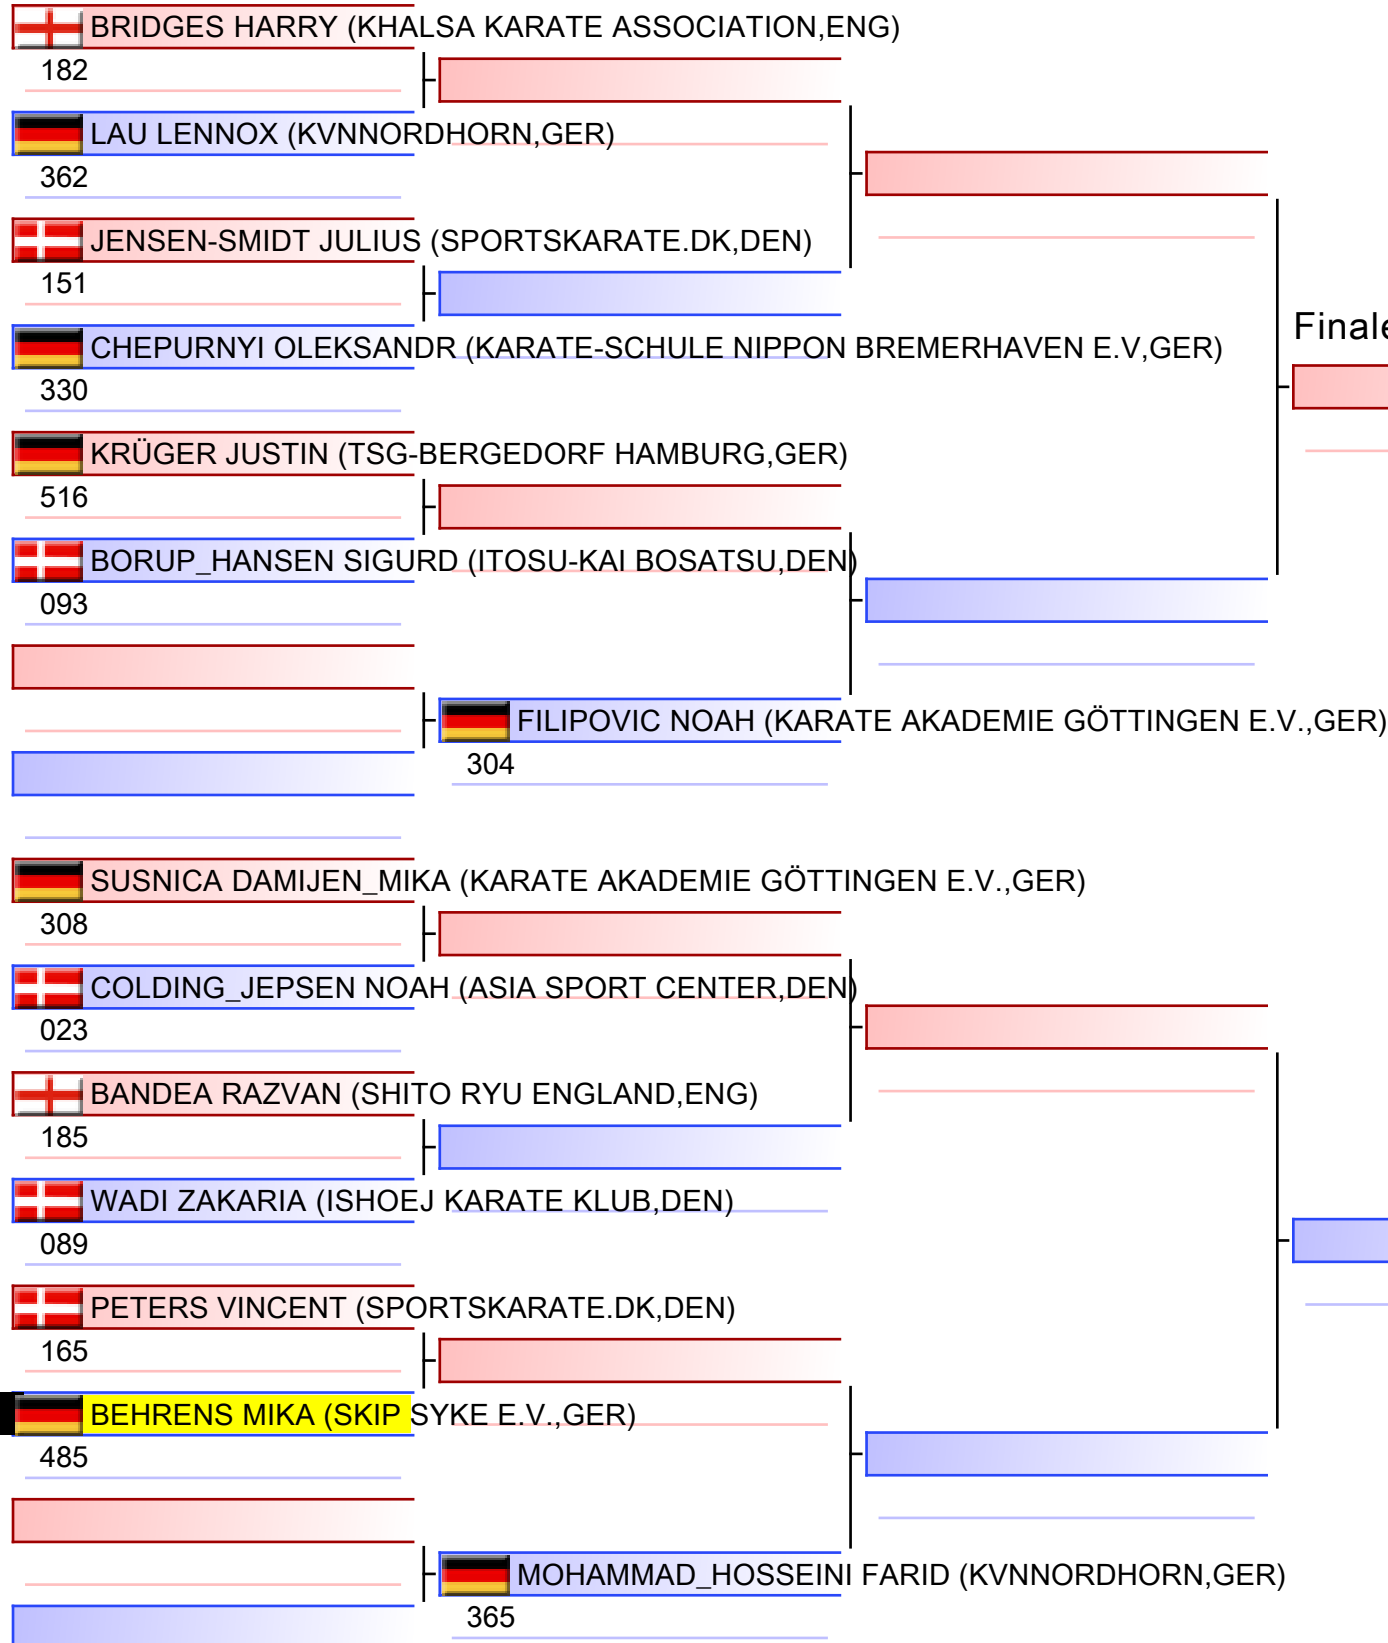 BRIDGES HARRY (KHALSA KARATE ASSOCIATION,ENG)
182
LAU LENNOX (KVNNORDHORN,GER)
362
JENSEN-SMIDT JULIUS (SPORTSKARATE.DK,DEN)
151
CHEPURNYI OLEKSANDR (KARATE-SCHULE NIPPON BREMERHAVEN E.V,GER)
330
Finale
KRÜGER JUSTIN (TSG-BERGEDORF HAMBURG,GER)
516
BORUP_HANSEN SIGURD (ITOSU-KAI BOSATSU,DEN)
093
FILIPOVIC NOAH (KARATE AKADEMIE GÖTTINGEN E.V.,GER)
304
SUSNICA DAMIJEN_MIKA (KARATE AKADEMIE GÖTTINGEN E.V.,GER)
308
COLDING_JEPSEN NOAH (ASIA SPORT CENTER,DEN)
023
BANDEA RAZVAN (SHITO RYU ENGLAND,ENG)
185
WADI ZAKARIA (ISHOEJ KARATE KLUB,DEN)
089
PETERS VINCENT (SPORTSKARATE.DK,DEN)
165
BEHRENS MIKA (SKIP SYKE E.V.,GER)
485
MOHAMMAD_HOSSEINI FARID (KVNNORDHORN,GER)
365